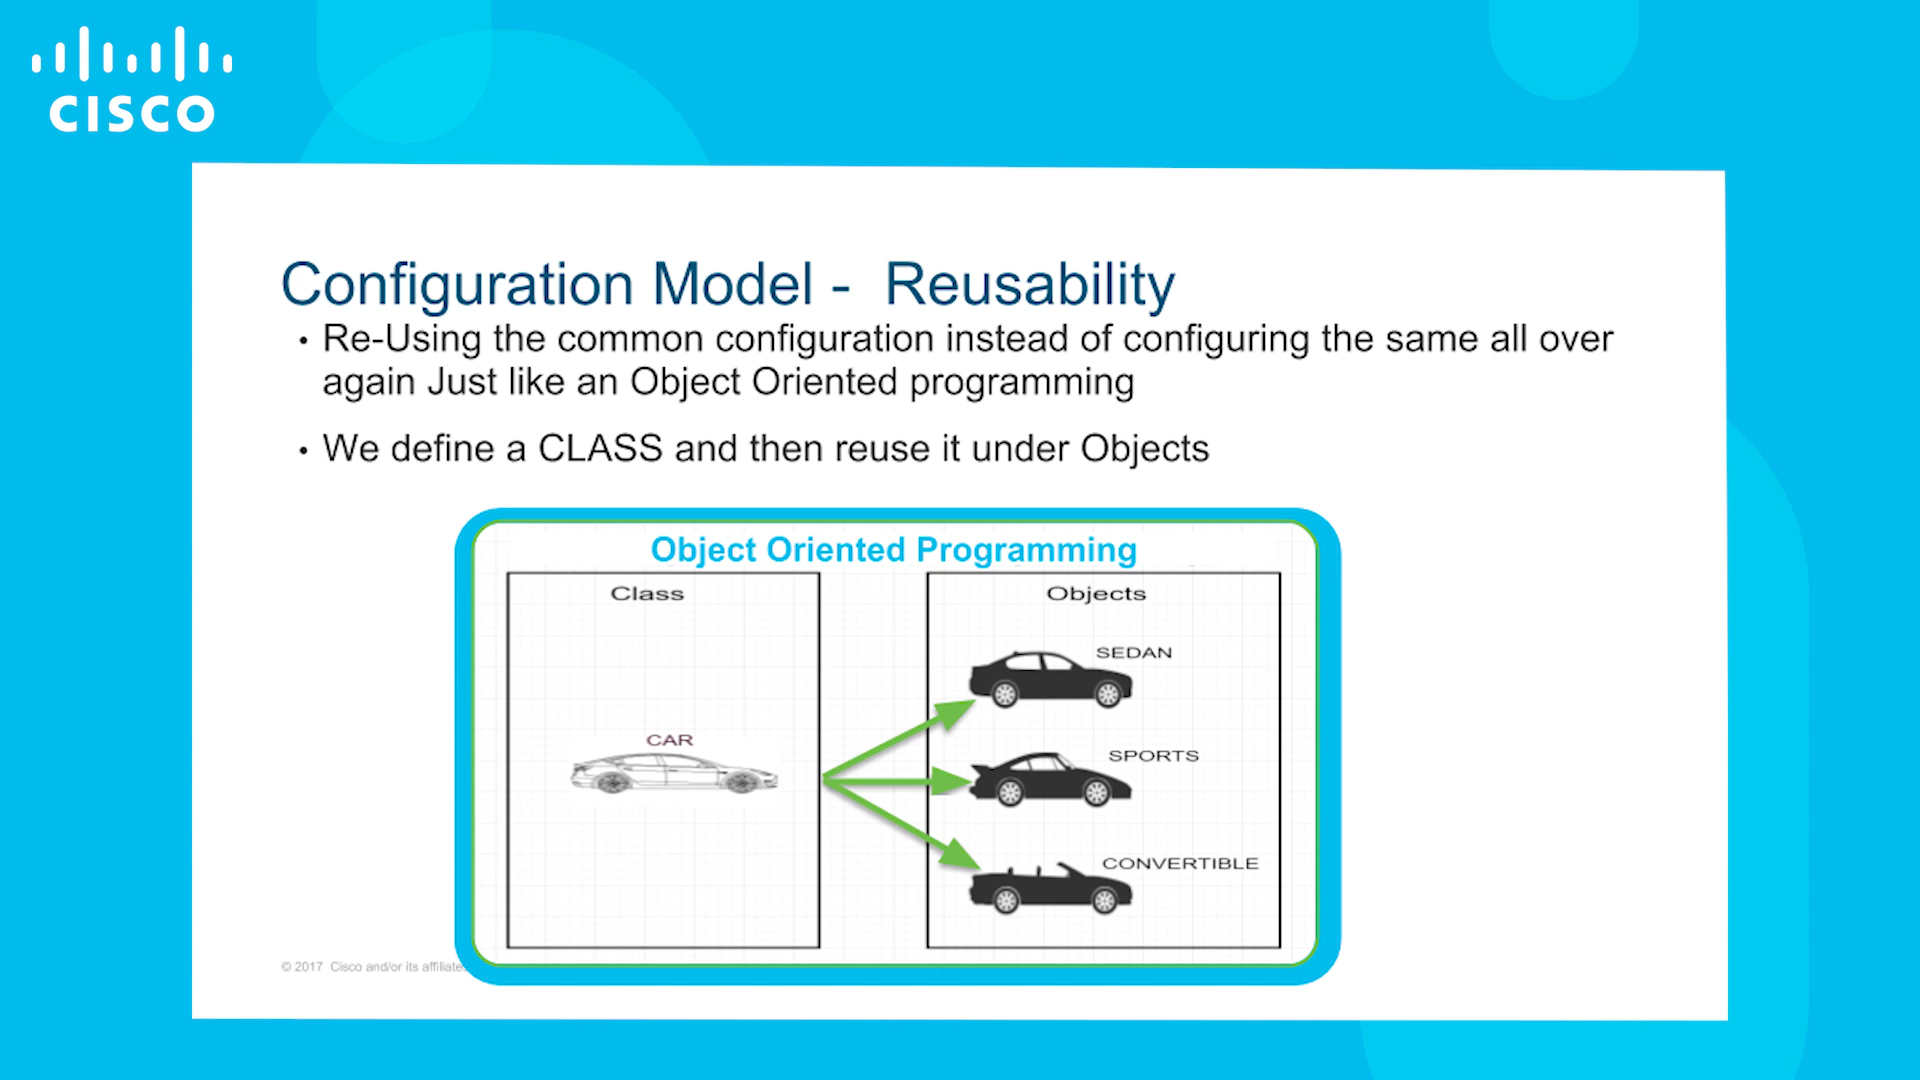 CISCO
Configuration Model - Reusability
• Re-Using the common configuration instead of configuring the same all over
again Just like an Object Oriented programming
• We define a CLASS and then reuse it under Objects
Object Oriented Programming
Class
Objects
SEDAN
CAR
SPORTS
CONVERTIBLE
© 2017 Cisco and/or its